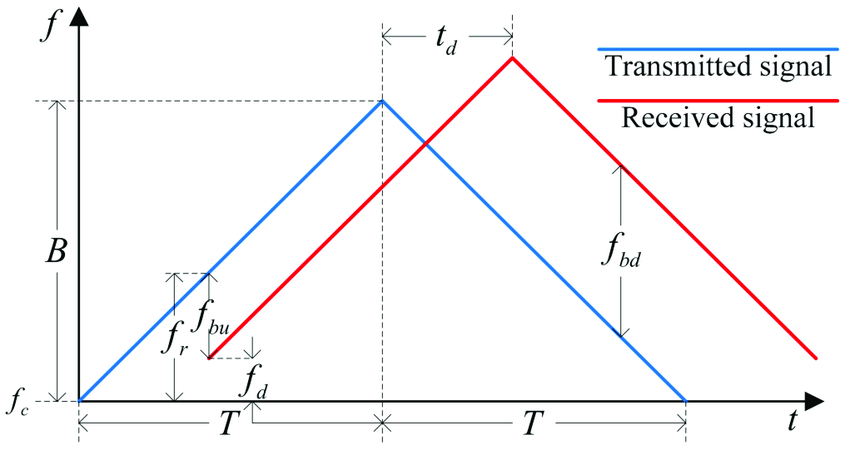 f
t_d
Transmitted signal
Received signal
B
f_bd
f_bu
f_r
f_d
f_c
T
T
t